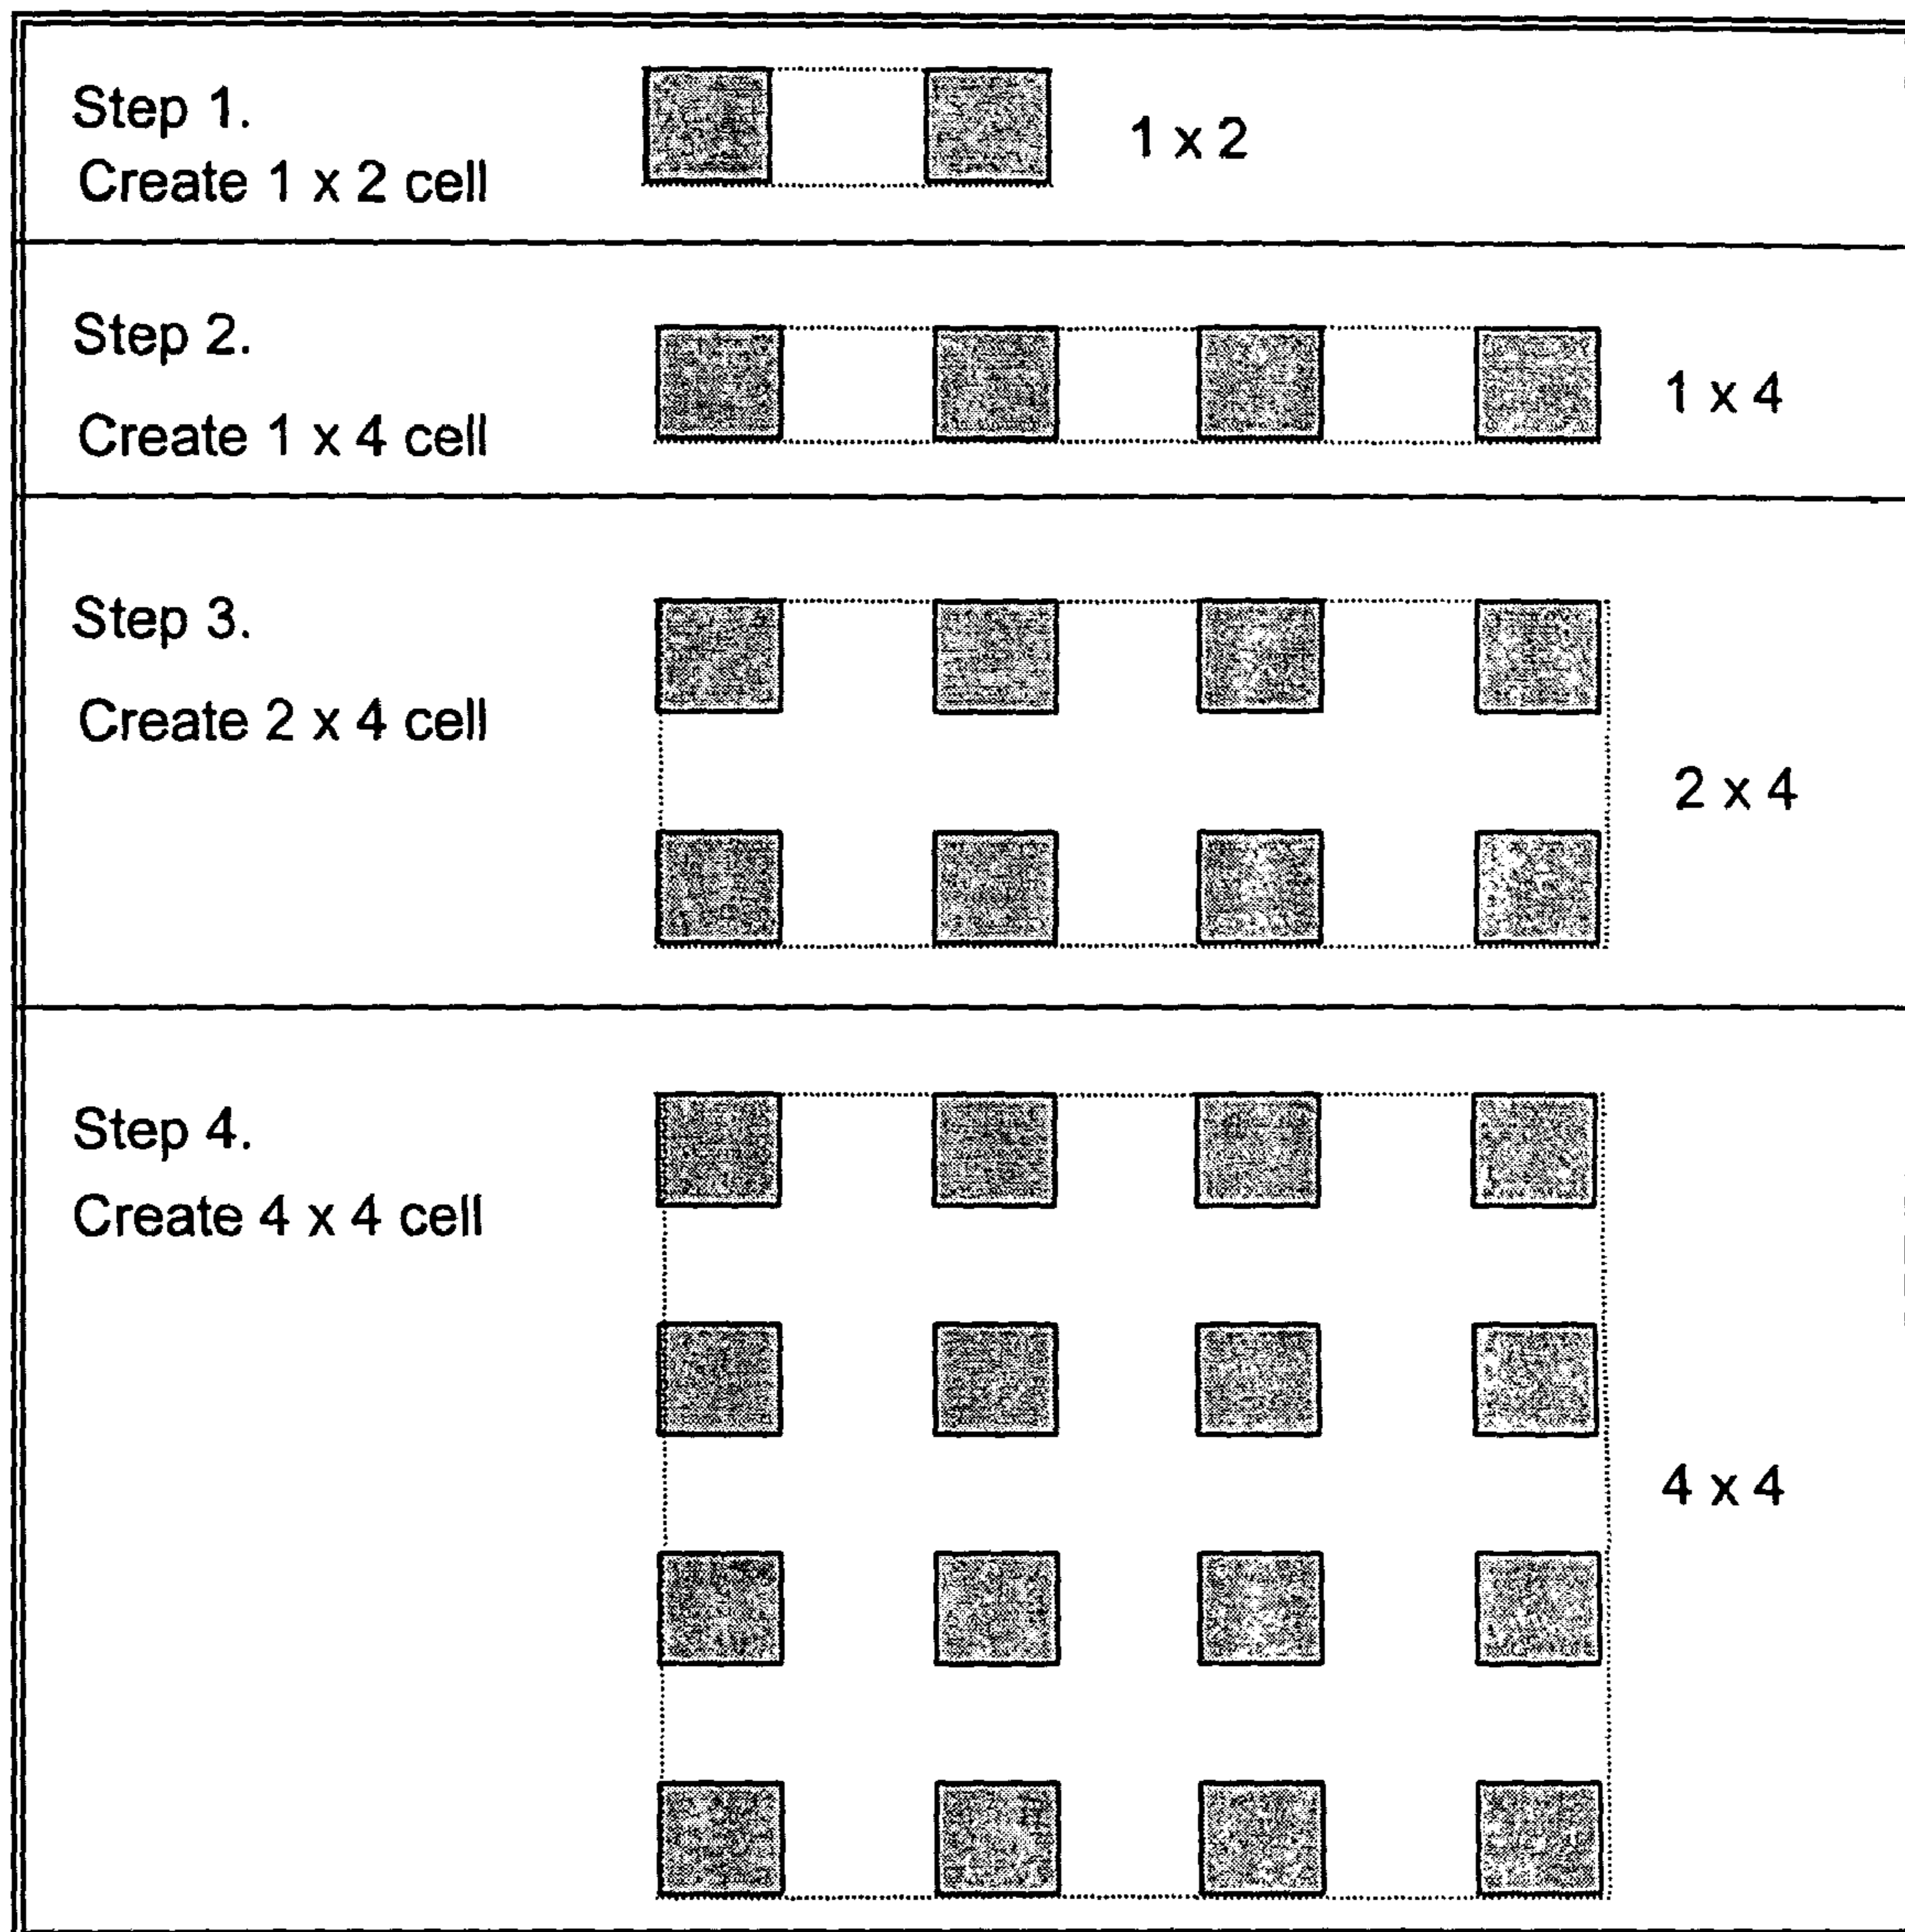 Step 1.
Create 1 x 2 cell
1 x 2
Step 2.
Create 1 x 4 cell
1 x 4
Step 3.
Create 2 x 4 cell
2 x 4
Step 4.
Create 4 x 4 cell
4 x 4